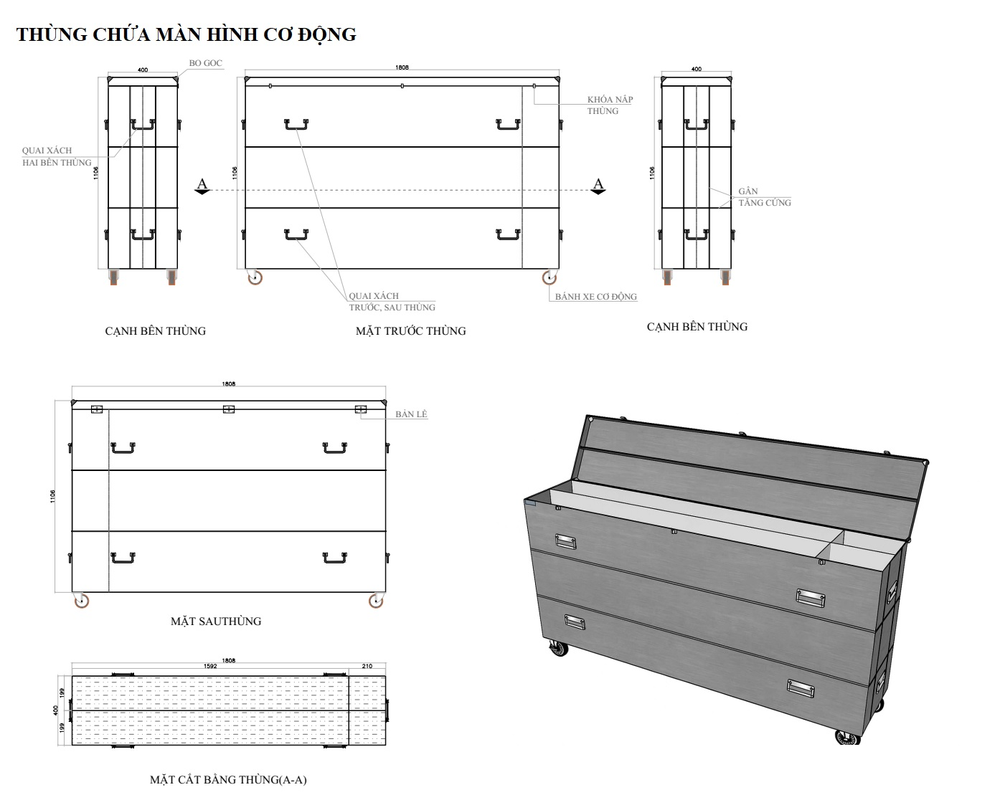 THÙNG CHỨA MÀN HÌNH CƠ ĐỘNG
400
BO GOC
1808
400
KHÓA NẮP
THÙNG
QUAI XÁCH
HAI BÊN THÙNG
1106
1106
1106
A
A
GÂN
TĂNG CỨNG
QUAI XÁCH
TRƯỚC, SAU THÙNG
BÁNH XE CƠ ĐỘNG
CẠNH BÊN THÙNG
MẶT TRƯỚC THÙNG
CẠNH BÊN THÙNG
1808
BẢN LỀ
1106
MẶT SAUTHÙNG
1808
1592
210
199
400
199
MẶT CẮT BẰNG THÙNG(A-A)